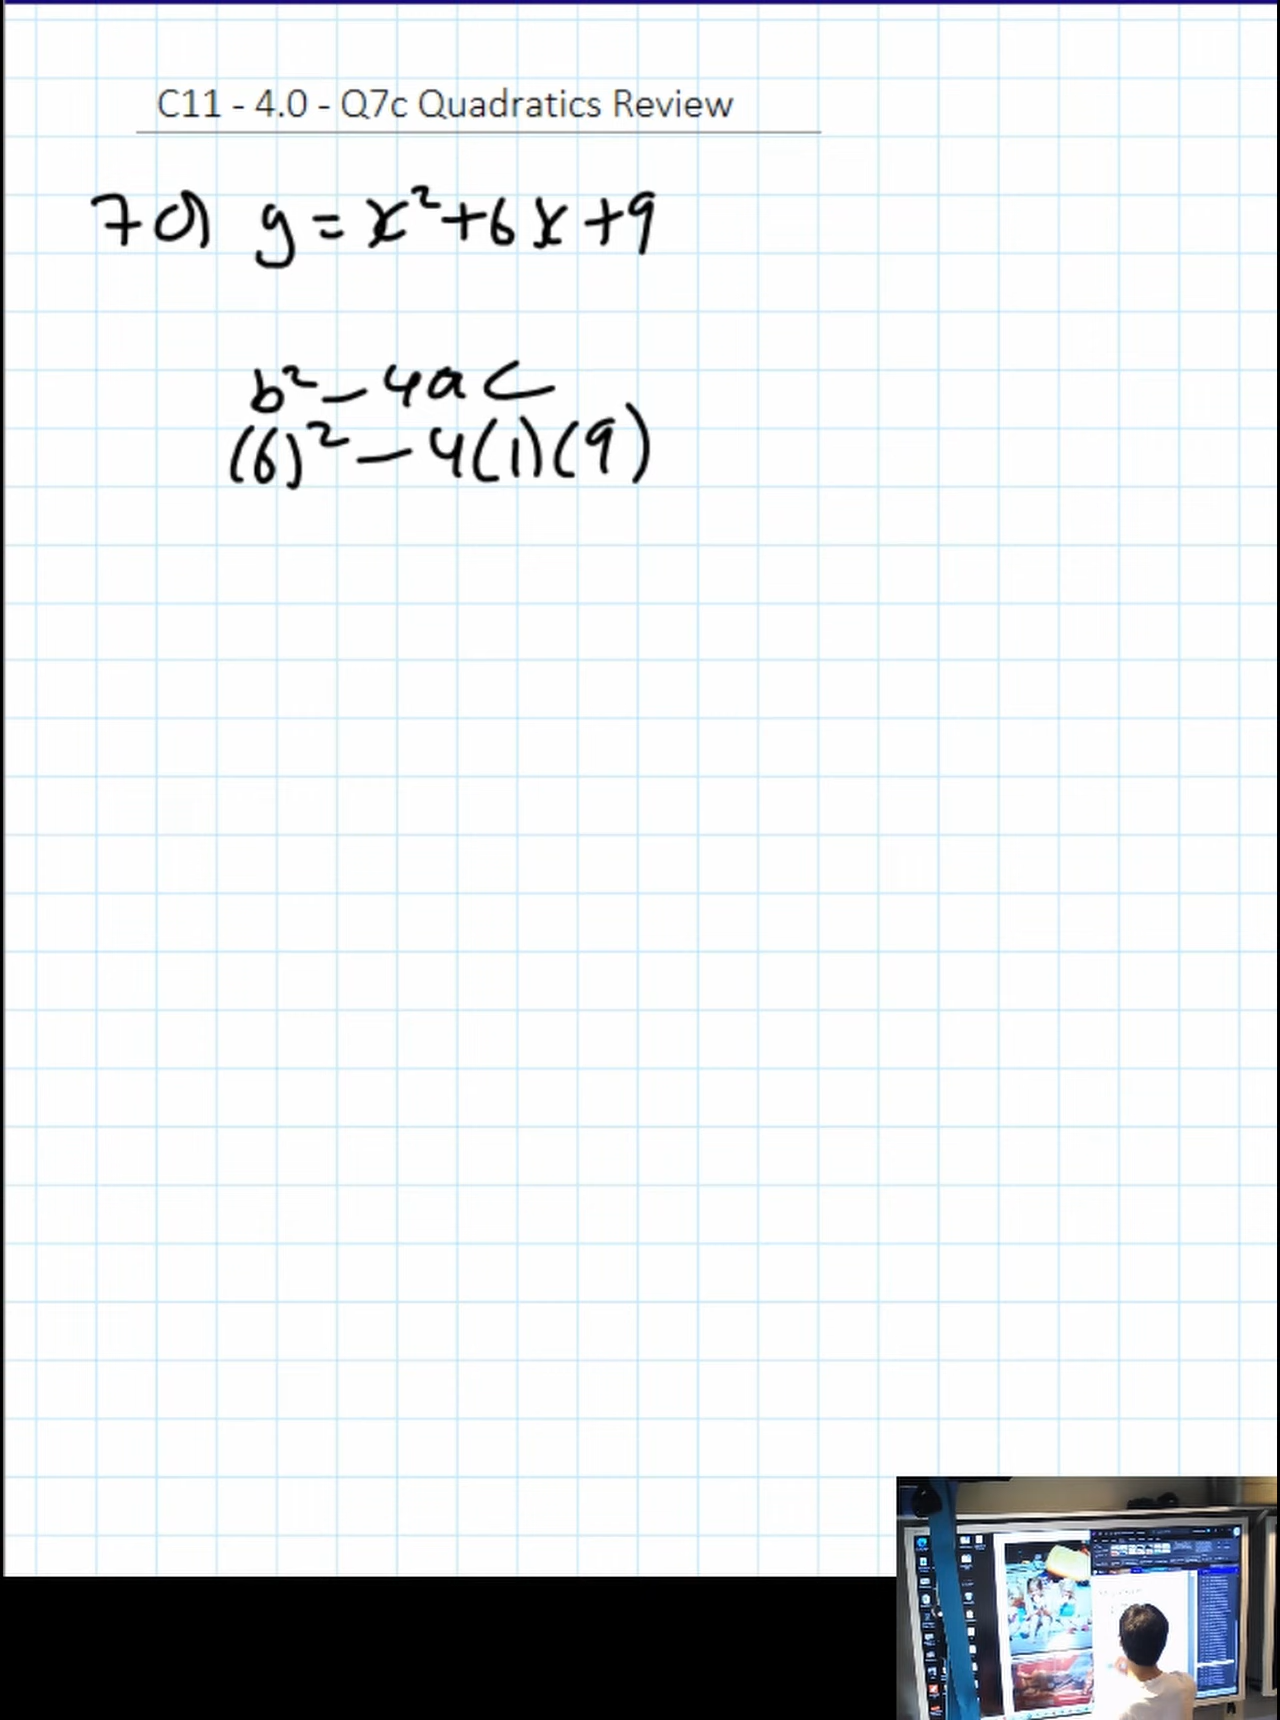 C11 - 4.0 - Q7c Quadratics Review
7c) y = x²+6x+9
b²-4ac
(6)²-4(1)(9)